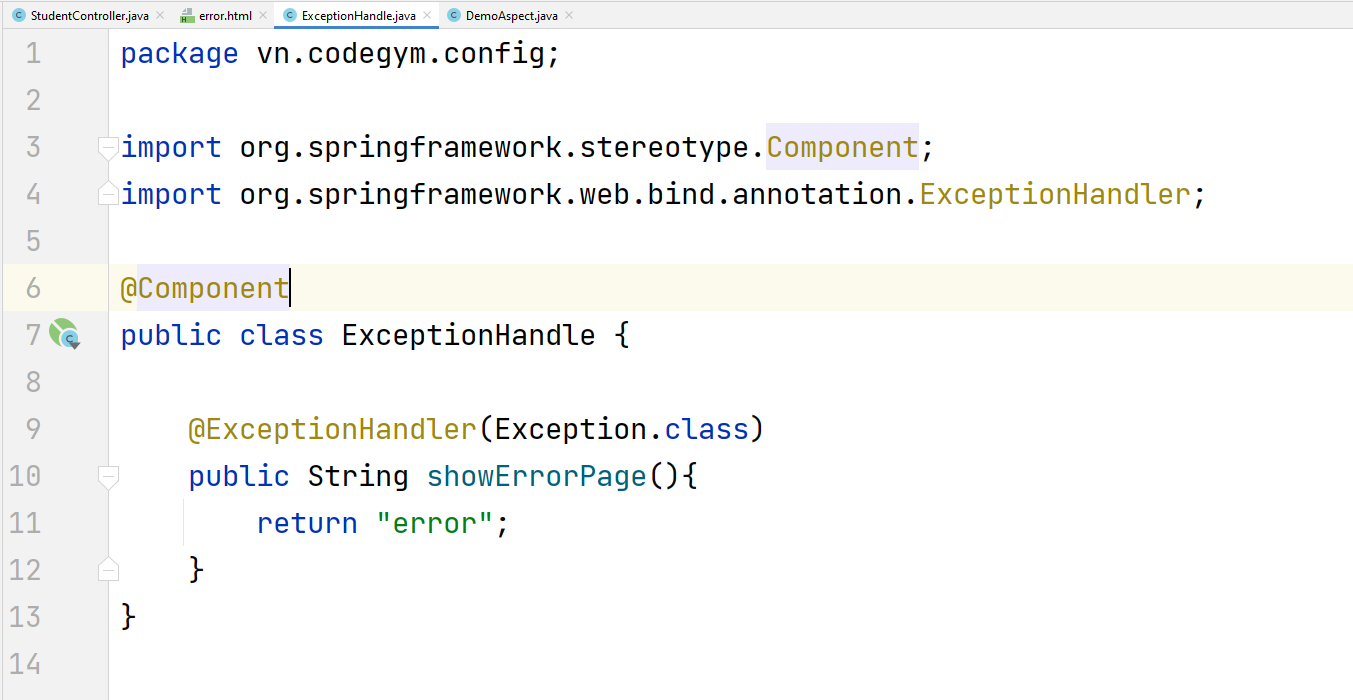 StudentController.java error.html ExceptionHandle.java DemoAspect.java
1 package vn.codegym.config;
2
3 import org.springframework.stereotype.Component;
4 import org.springframework.web.bind.annotation.ExceptionHandler;
5
6 @Component
7 public class ExceptionHandle {
8
9 @ExceptionHandler(Exception.class)
10 public String showErrorPage(){
11 return "error";
12 }
13 }
14